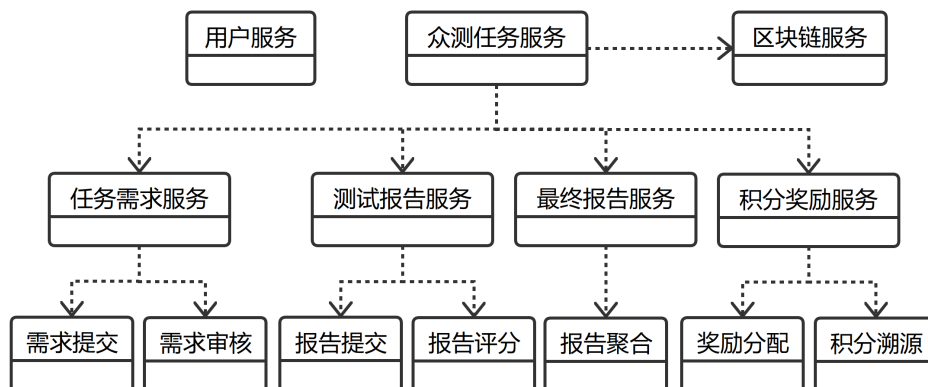 用户服务
众测任务服务
区块链服务
任务需求服务
测试报告服务
最终报告服务
积分奖励服务
需求提交
需求审核
报告提交
报告评分
报告聚合
奖励分配
积分溯源